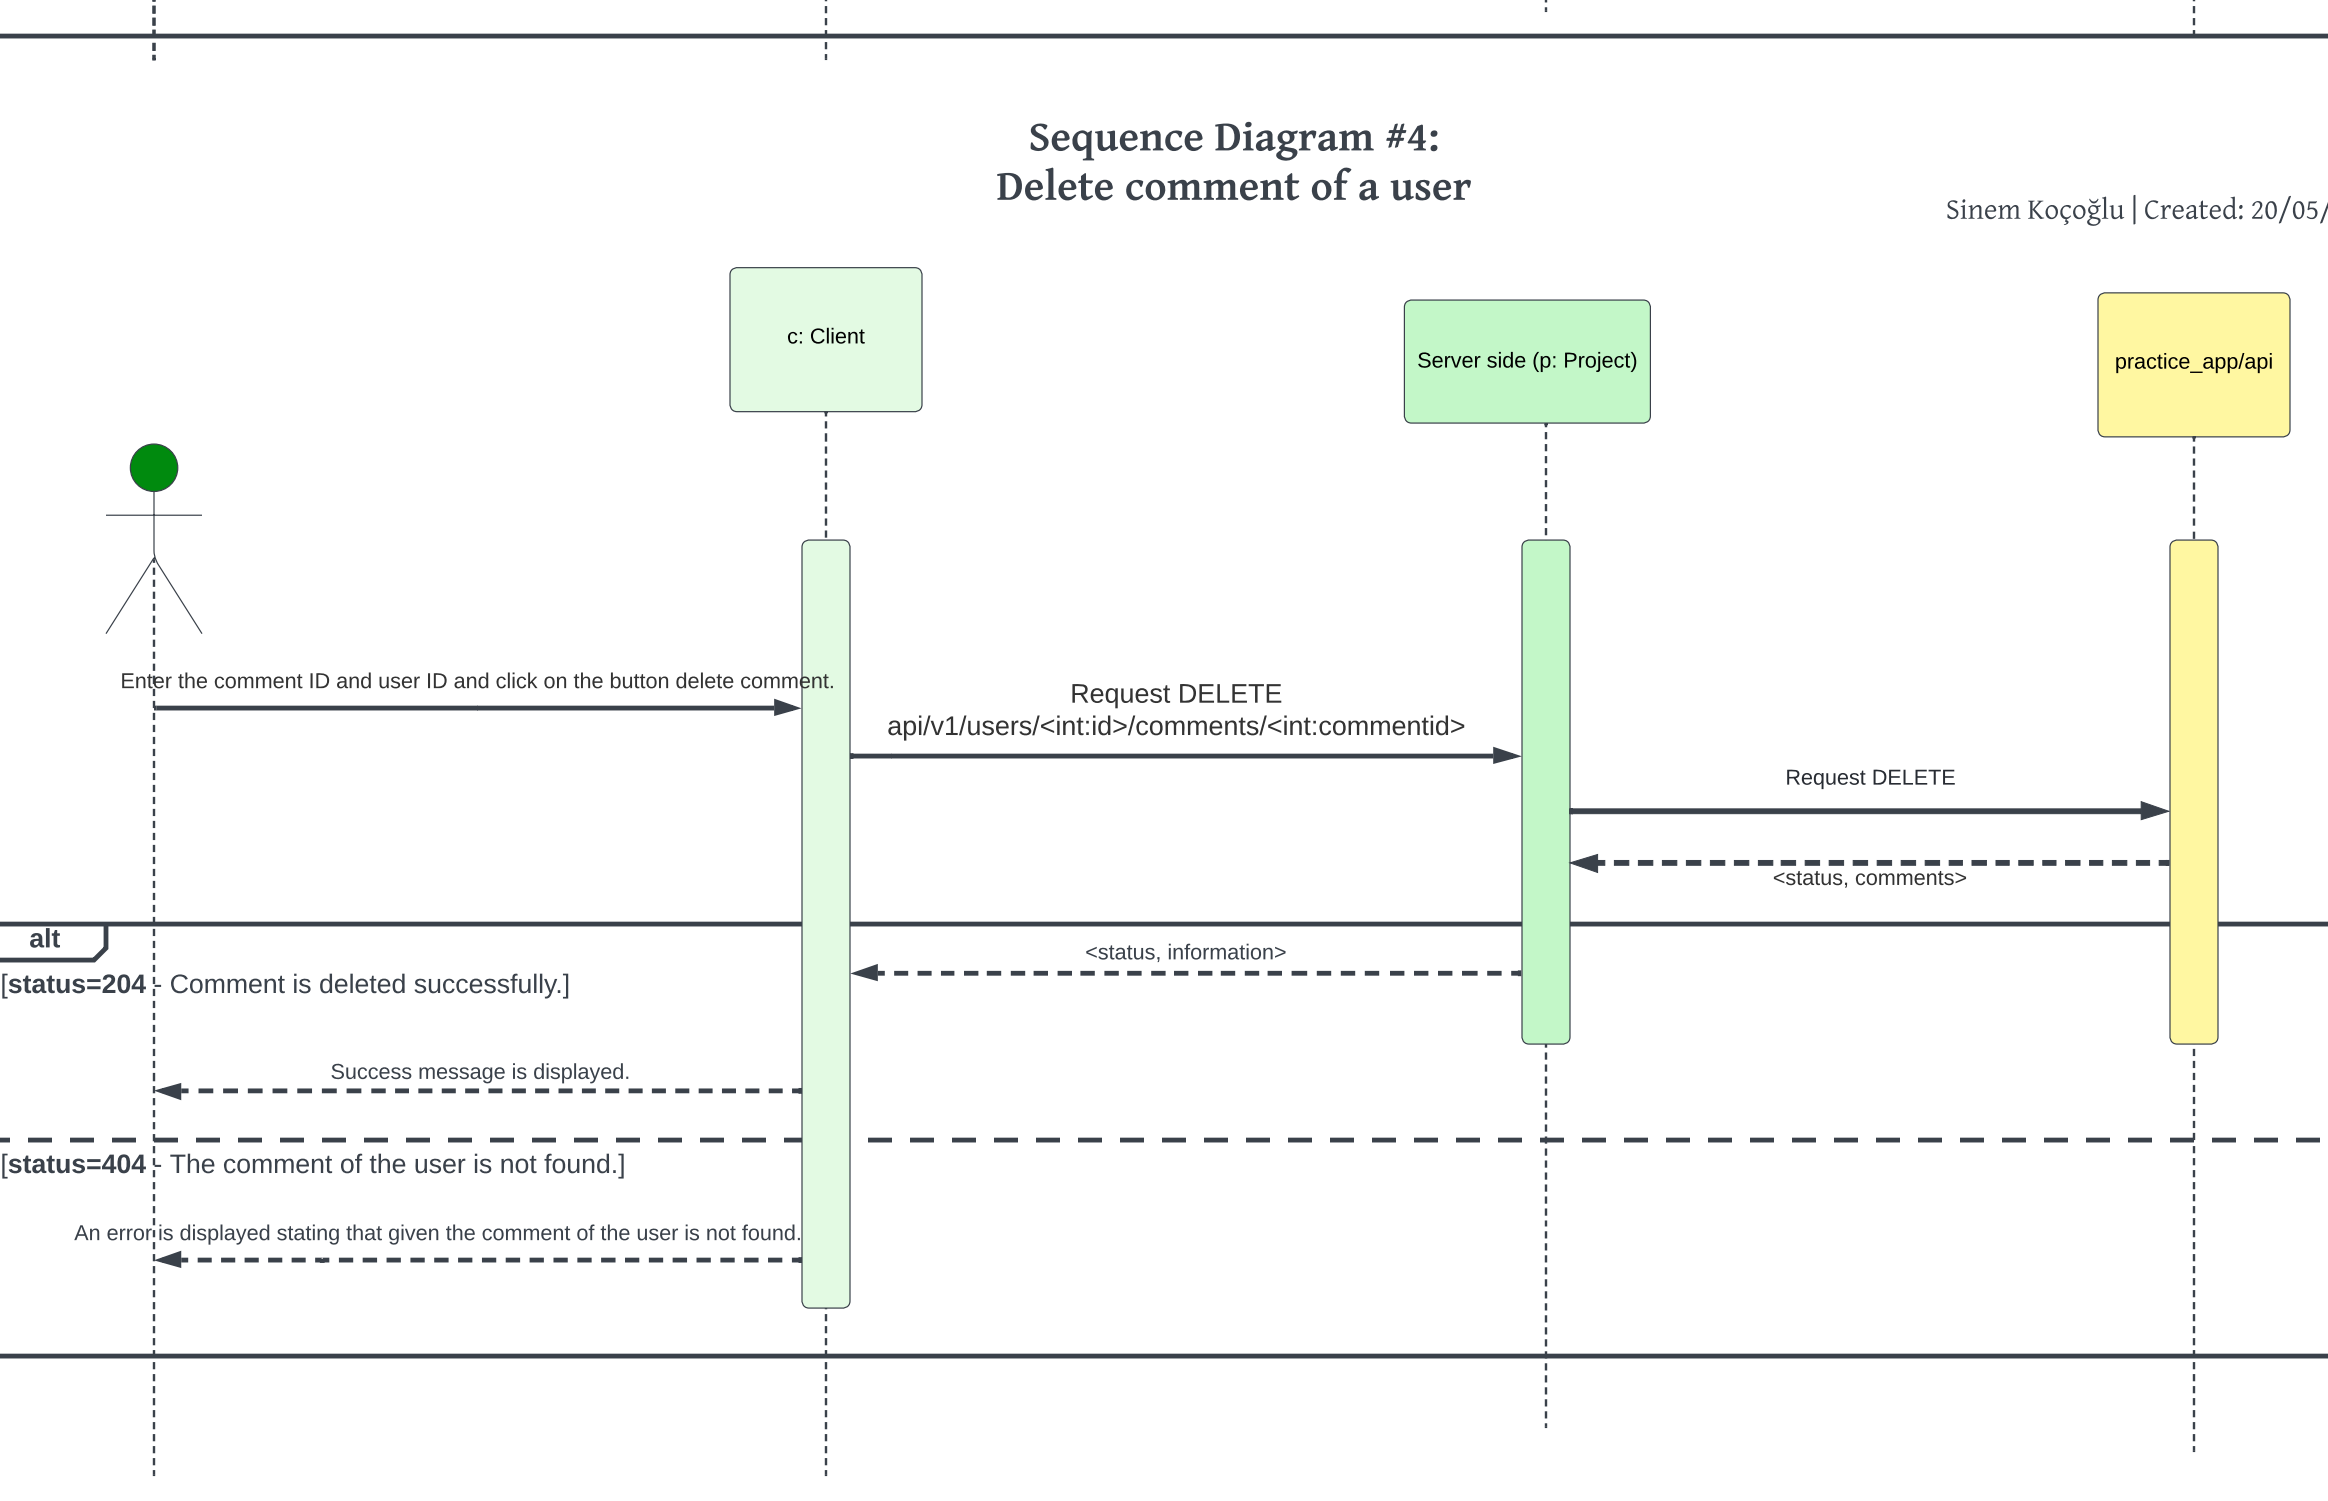 Sequence Diagram #4:
Delete comment of a user
Sinem Koçoğlu | Created: 20/05/
c: Client
Server side (p: Project)
practice_app/api
Enter the comment ID and user ID and click on the button delete comment.
Request DELETE
api/v1/users/<int:id>/comments/<int:commentid>
Request DELETE
<status, comments>
alt
<status, information>
[status=204 - Comment is deleted successfully.]
Success message is displayed.
[status=404 - The comment of the user is not found.]
An error is displayed stating that given the comment of the user is not found.